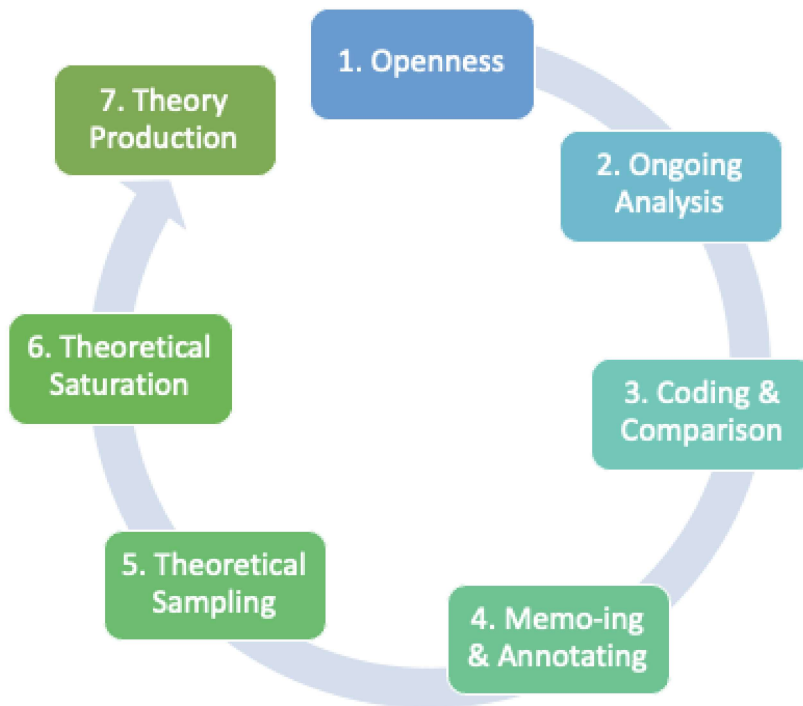 1. Openness
2. Ongoing
Analysis
3. Coding &
Comparison
4. Memo-ing
& Annotating
5. Theoretical
Sampling
6. Theoretical
Saturation
7. Theory
Production